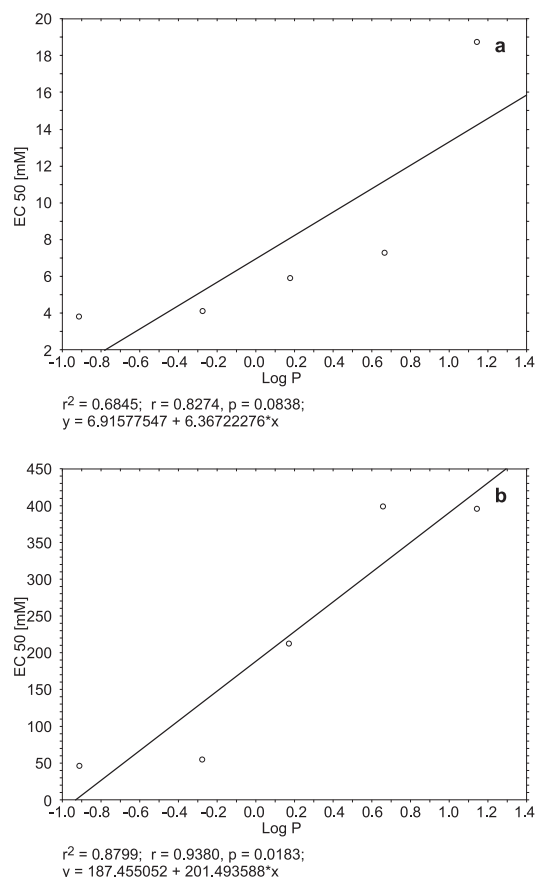 a
20
18
16
14
12
10
8
6
4
2
EC 50 [mM]
-1.0 -0.8 -0.6 -0.4 -0.2 0.0 0.2 0.4 0.6 0.8 1.0 1.2 1.4
Log P
r² = 0.6845; r = 0.8274, p = 0.0838;
y = 6.91577547 + 6.36722276*x
b
450
400
350
300
250
200
150
100
50
0
EC 50 [mM]
-1.0 -0.8 -0.6 -0.4 -0.2 0.0 0.2 0.4 0.6 0.8 1.0 1.2 1.4
Log P
r² = 0.8799; r = 0.9380, p = 0.0183;
y = 187.455052 + 201.493588*x